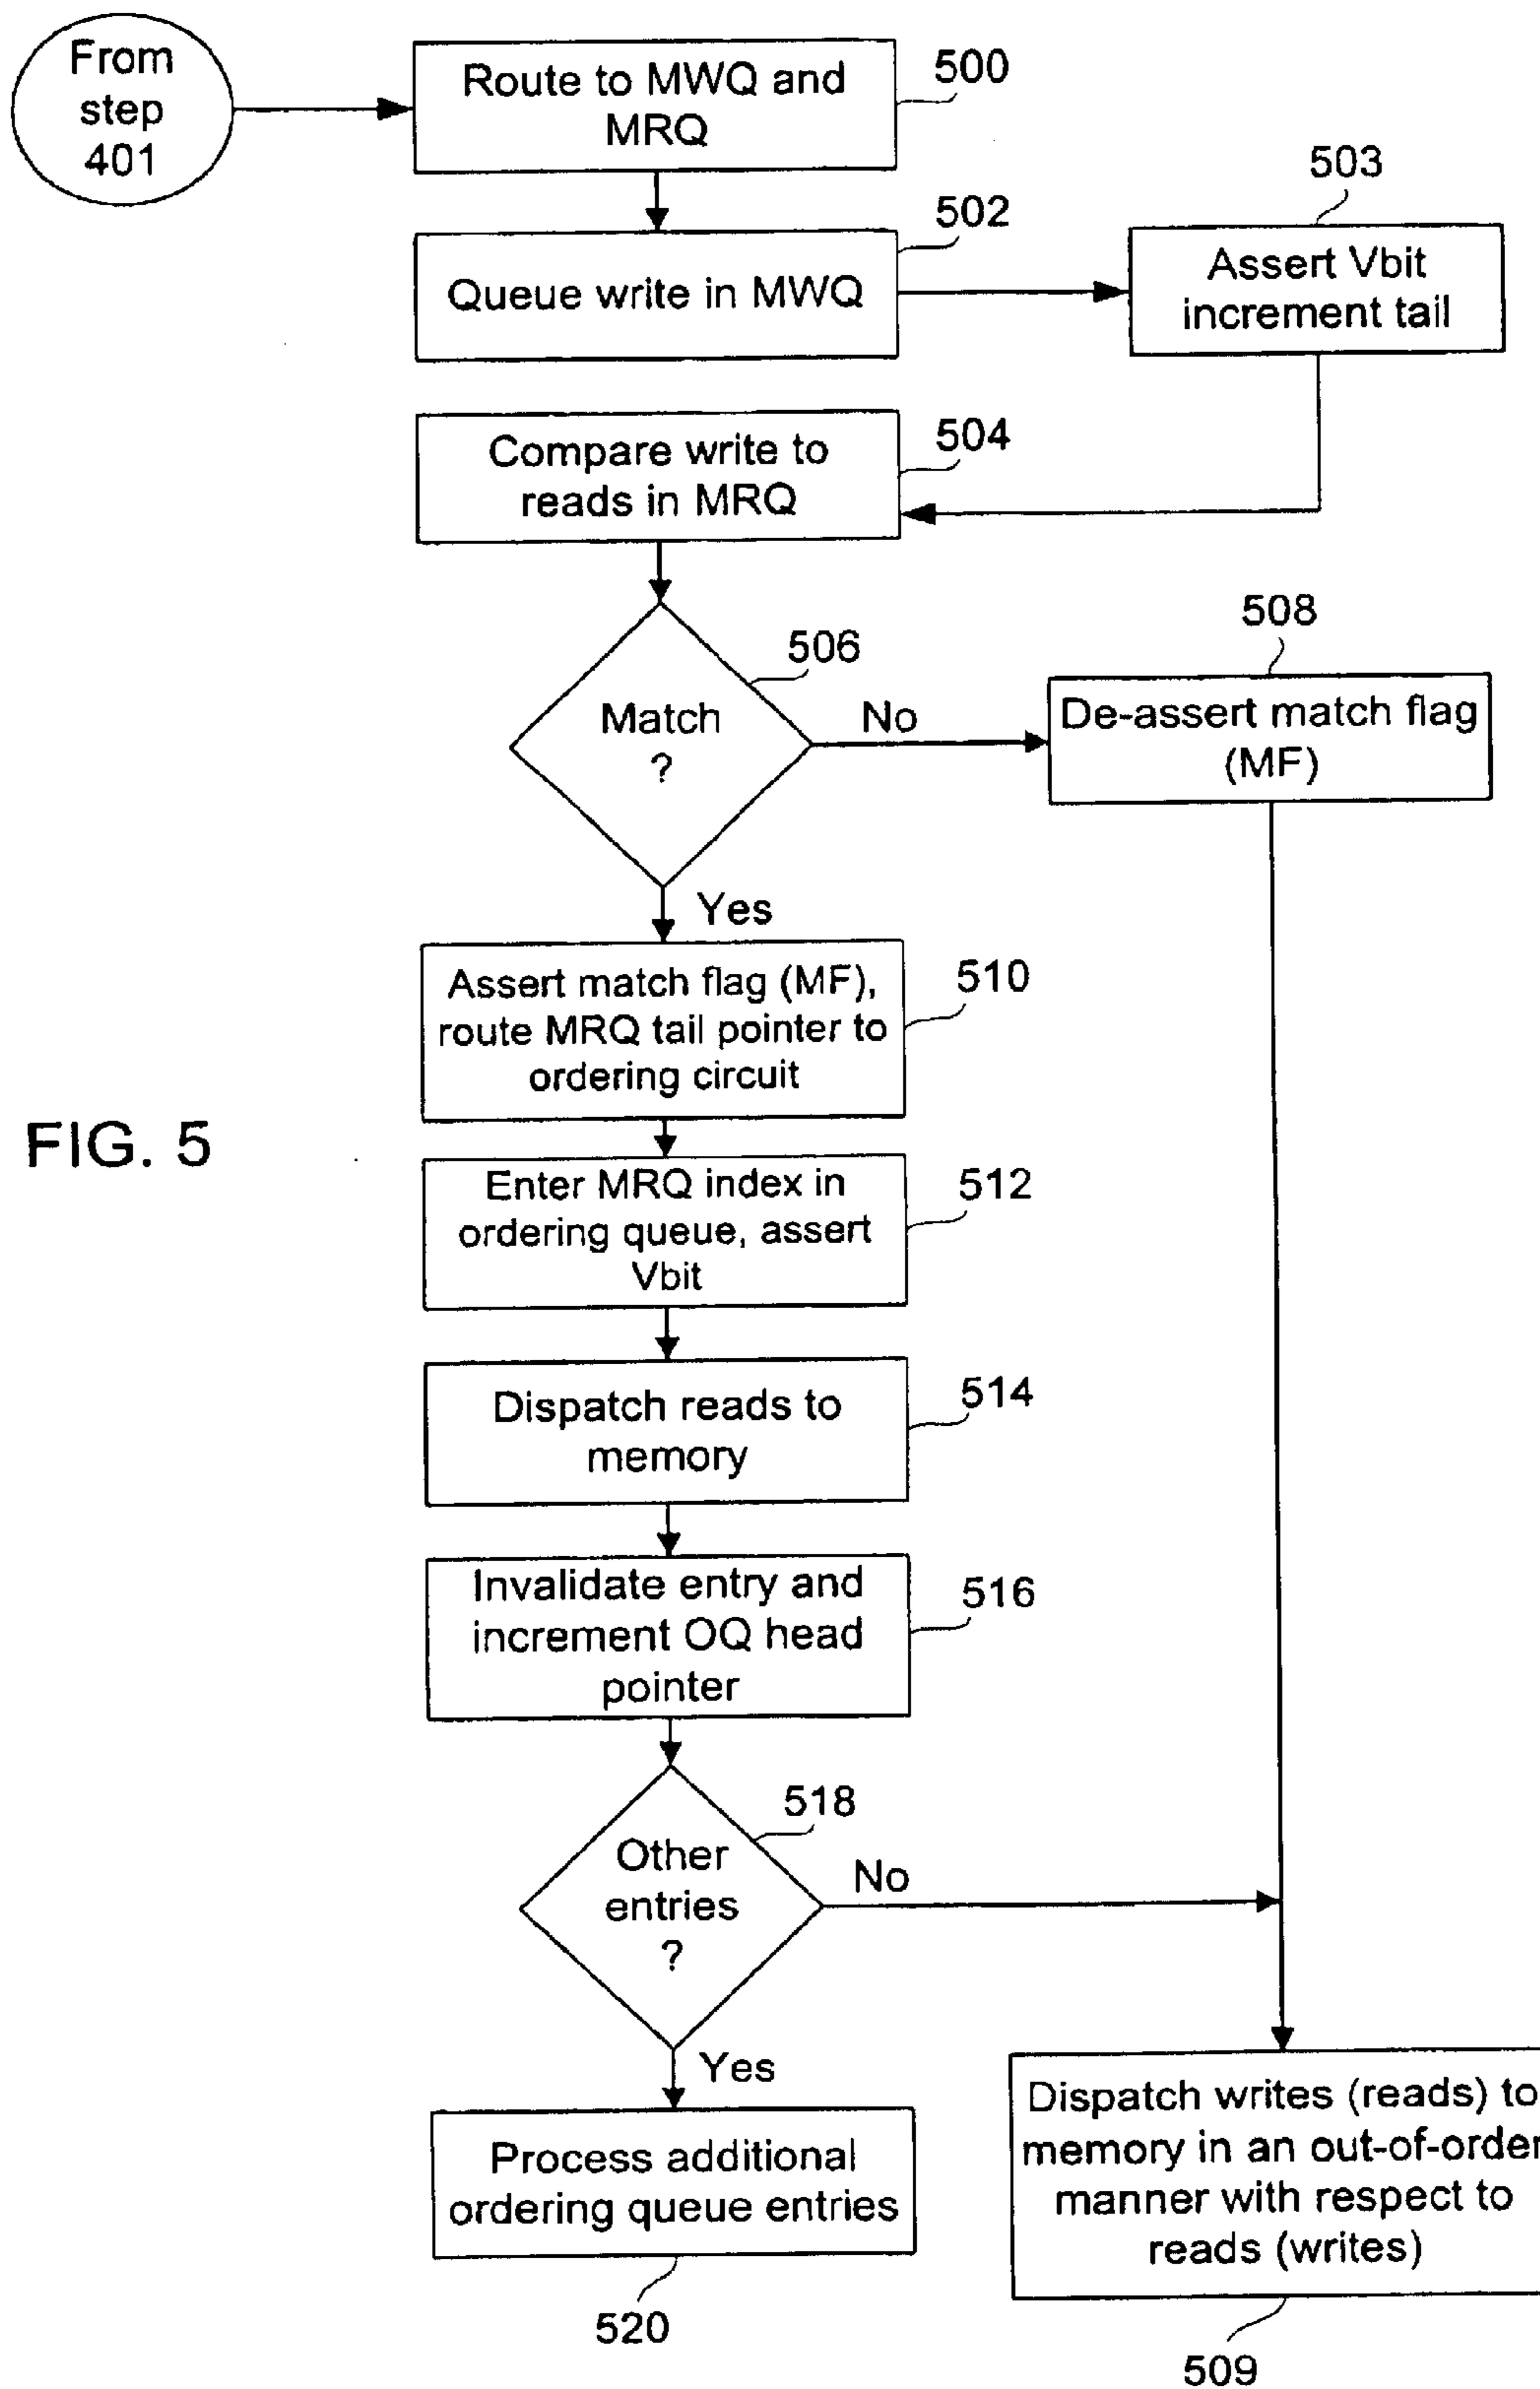 From
step
401
Route to MWQ and
MRQ
500
Queue write in MWQ
502
503
Assert Vbit
increment tail
Compare write to
reads in MRQ
504
Match
?
506
No
508
De-assert match flag
(MF)
Yes
Assert match flag (MF),
route MRQ tail pointer to
ordering circuit
510
FIG. 5
Enter MRQ index in
ordering queue, assert
Vbit
512
Dispatch reads to
memory
514
Invalidate entry and
increment OQ head
pointer
516
Other
entries
?
518
No
Yes
Process additional
ordering queue entries
520
Dispatch writes (reads) to
memory in an out-of-order
manner with respect to
reads (writes)
509